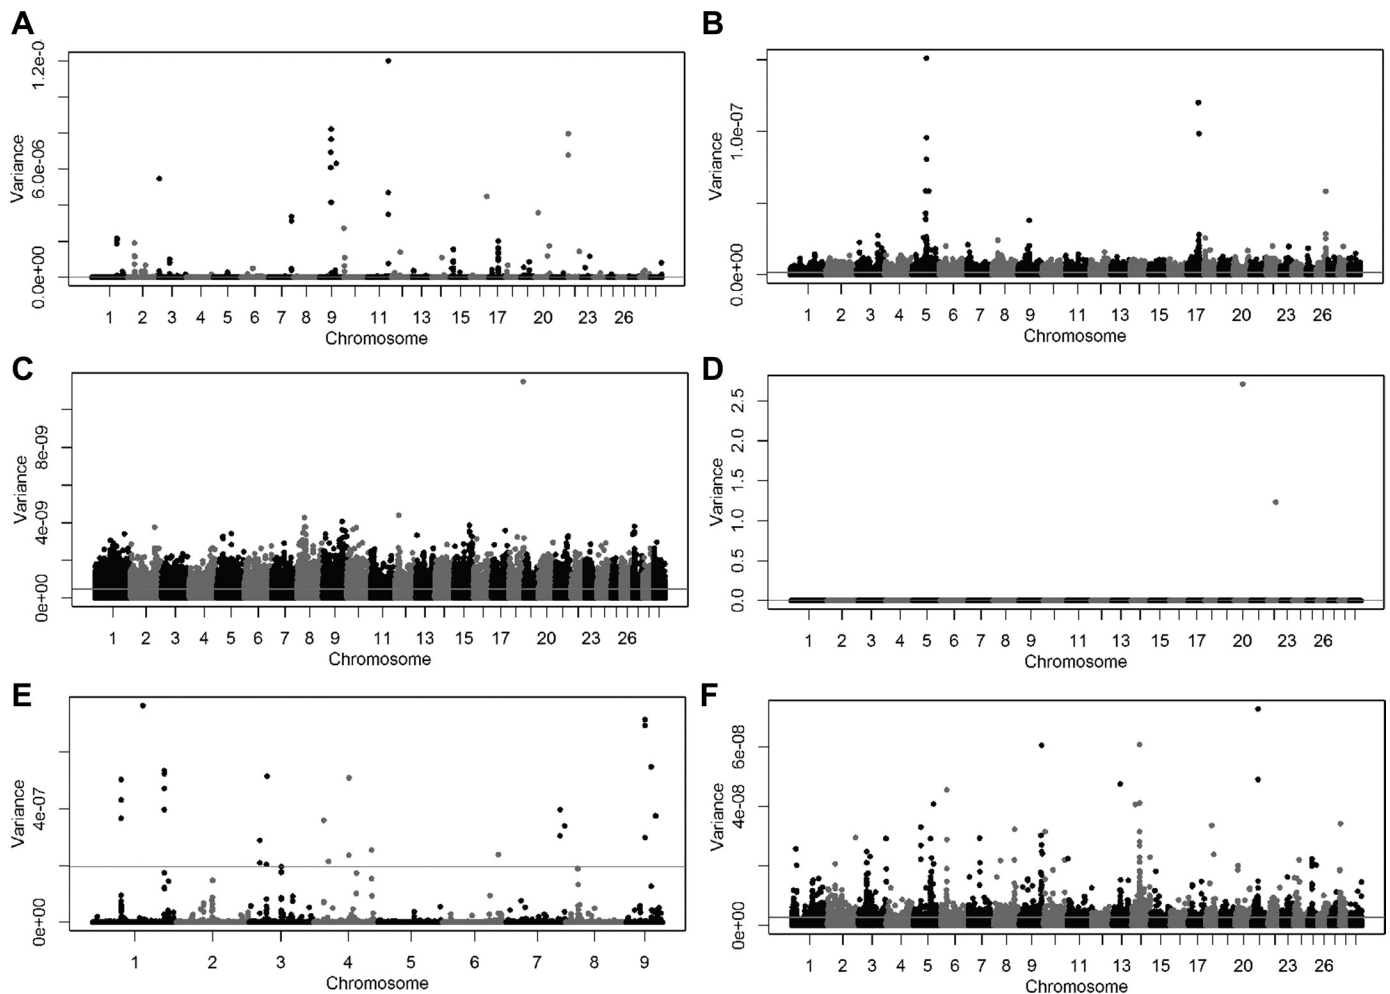 A
Variance
1.2e-0
6.0e-06
0.0e+00
1 2 3 4 5 6 7 8 9 11 13 15 17 20 23 26
Chromosome
B
Variance
1.0e-07
0.0e+00
1 2 3 4 5 6 7 8 9 11 13 15 17 20 22 26
Chromosome
C
Variance
8e-09
4e-09
0e+00
1 2 3 4 5 6 7 8 9 11 13 15 17 20 23 26
Chromosome
D
Variance
2.5
2.0
1.5
1.0
0.5
0.0
1 2 3 4 5 6 7 8 9 11 13 15 17 20 23 26
Chromosome
E
Variance
4e-07
0e+00
1 2 3 4 5 6 7 8 9
Chromosome
F
Variance
6e-08
4e-08
0e+00
1 2 3 4 5 6 7 8 9 11 14 15 17 20 23 26
Chromosome